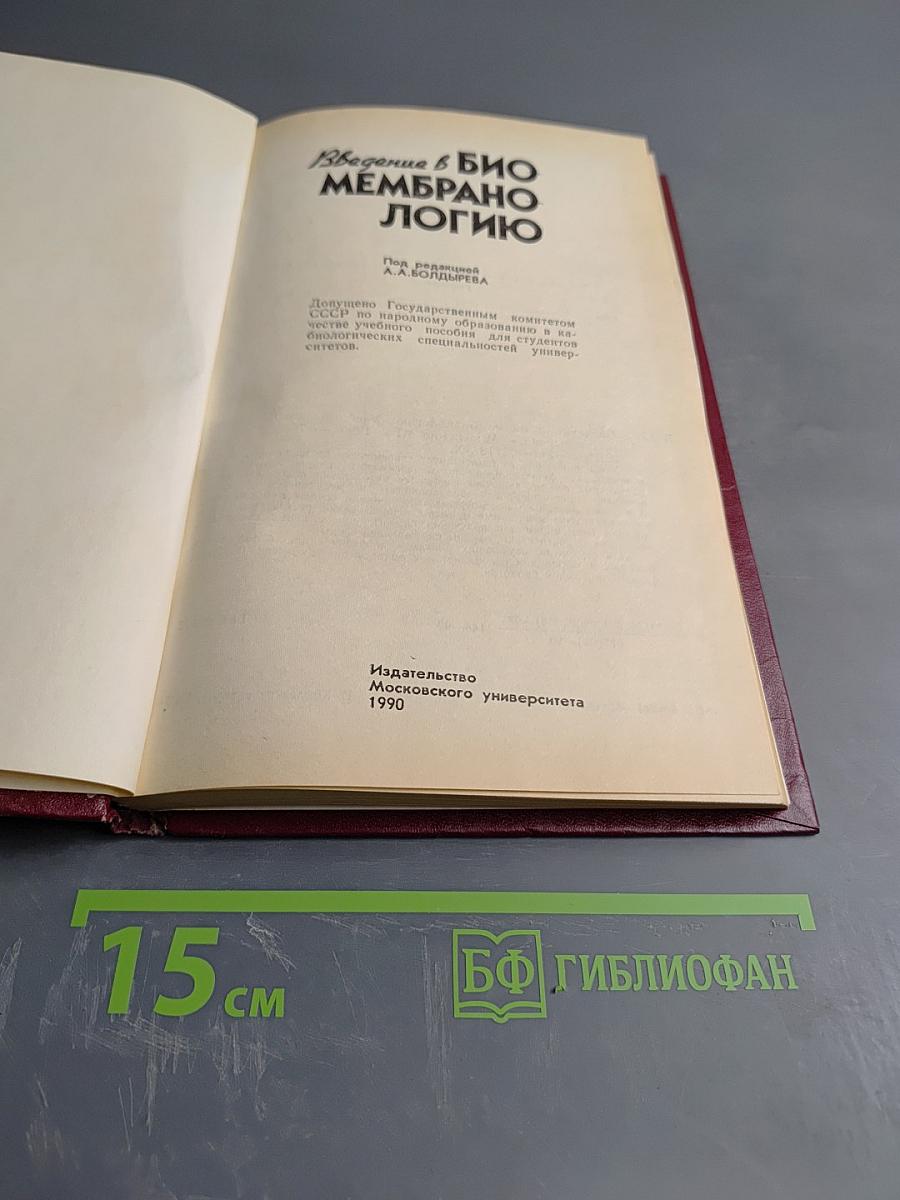 Введение в БИО
МЕМБРАНО
ЛОГИЮ
Под редакцией
А.А.БОЛДЫРЕВА
Допущено Государственным комитетом
СССР по народному образованию в ка-
честве учебного пособия для студентов
биологических специальностей универ-
ситетов.
Издательство
Московского университета
1990
15 см
БФ ГИБЛИОФАН